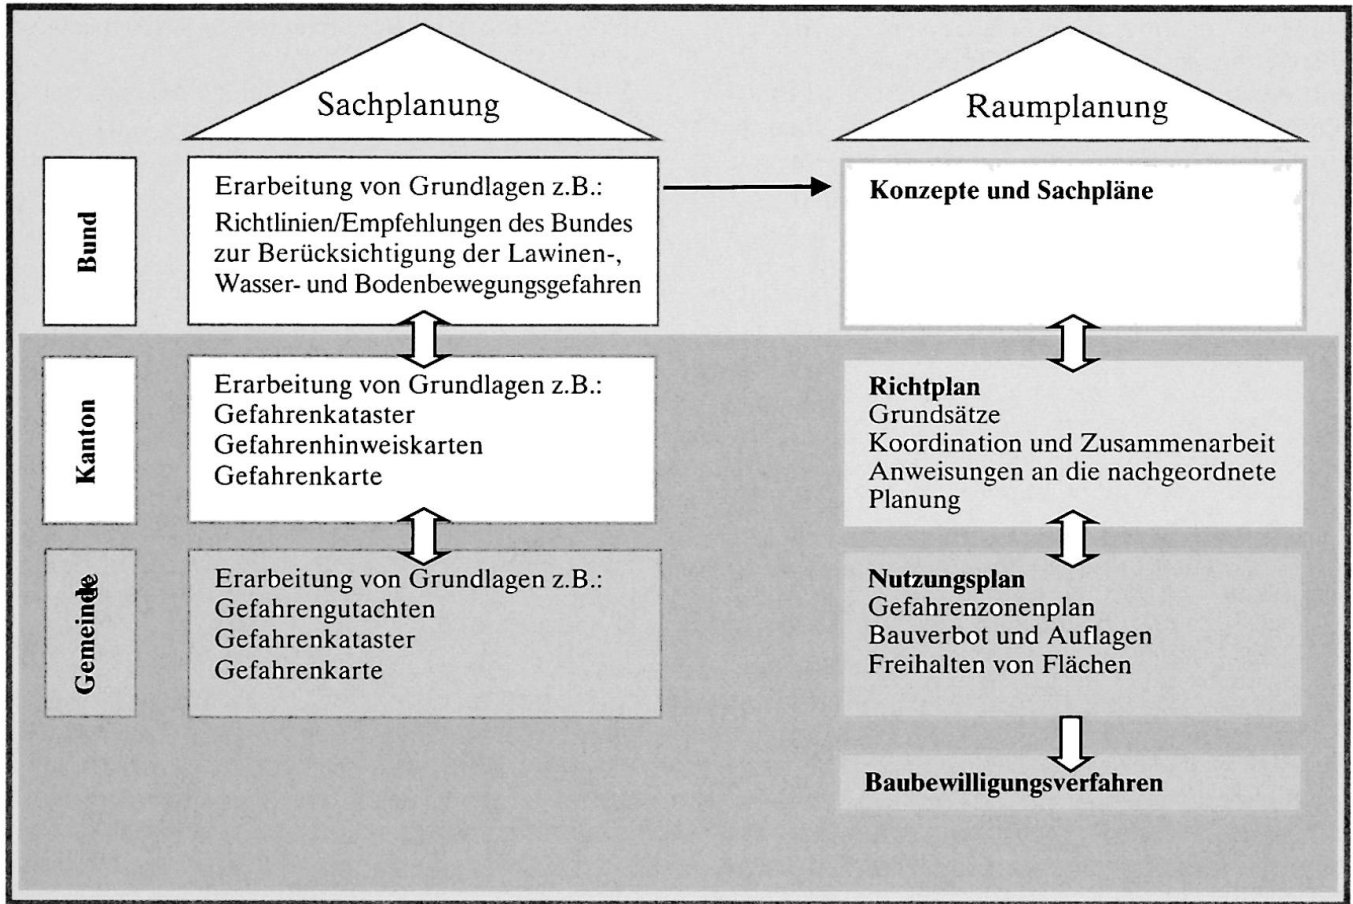 Sachplanung
Raumplanung
Bund
Erarbeitung von Grundlagen z.B.:
Richtlinien/Empfehlungen des Bundes
zur Berücksichtigung der Lawinen-,
Wasser- und Bodenbewegungsgefahren
Konzepte und Sachpläne
Kanton
Erarbeitung von Grundlagen z.B.:
Gefahrenkataster
Gefahrenhinweiskarten
Gefahrenkarte
Richtplan
Grundsätze
Koordination und Zusammenarbeit
Anweisungen an die nachgeordnete
Planung
Gemeinde
Erarbeitung von Grundlagen z.B.:
Gefahrengutachten
Gefahrenkataster
Gefahrenkarte
Nutzungsplan
Gefahrenzonenplan
Bauverbot und Auflagen
Freihalten von Flächen
Baubewilligungsverfahren